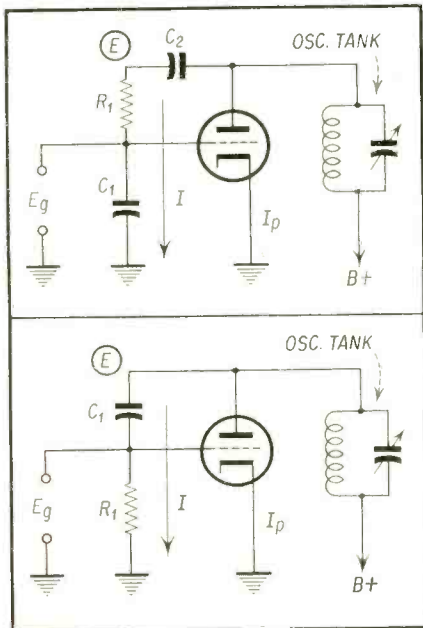 E
C2
OSC. TANK
R1
C1
I
Eg
Ip
B+
E
OSC. TANK
C1
Eg
R1
I
Ip
B+